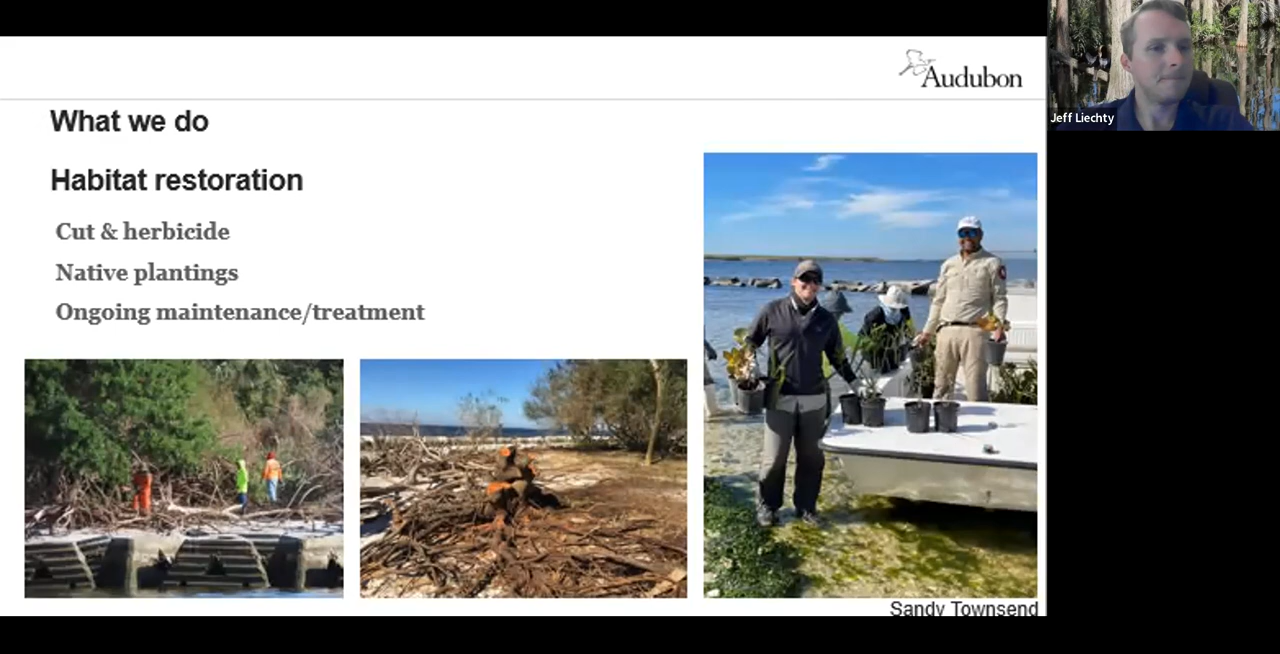 Audubon
What we do
Habitat restoration
Cut & herbicide
Native plantings
Ongoing maintenance/treatment
Sandy Townsend
Jeff Liechty